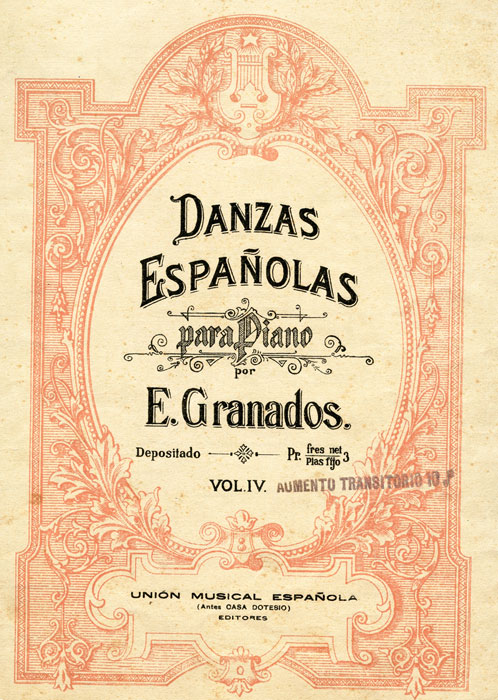 DANZAS
ESPAÑOLAS
para Piano
por
E. Granados.
Depositado Pr. fres net 3
Ptas fijo
VOL. IV. AUMENTO TRANSITORIO 10
UNIÓN MUSICAL ESPAÑOLA
(Antes CASA DOTESIO)
EDITORES